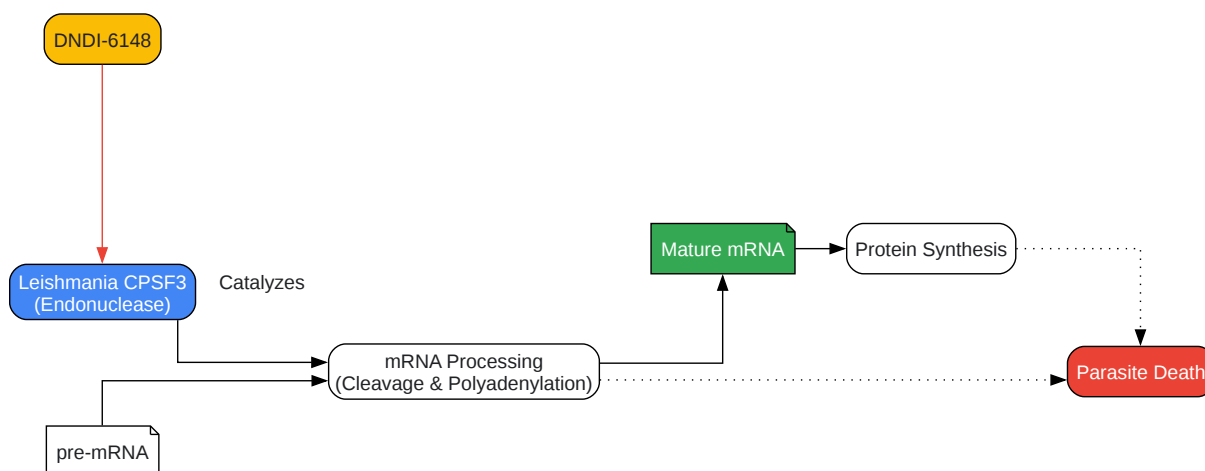 DNDI-6148
Leishmania CPSF3
(Endonuclease)
Catalyzes
Mature mRNA
Protein Synthesis
mRNA Processing
(Cleavage & Polyadenylation)
Parasite Death
pre-mRNA